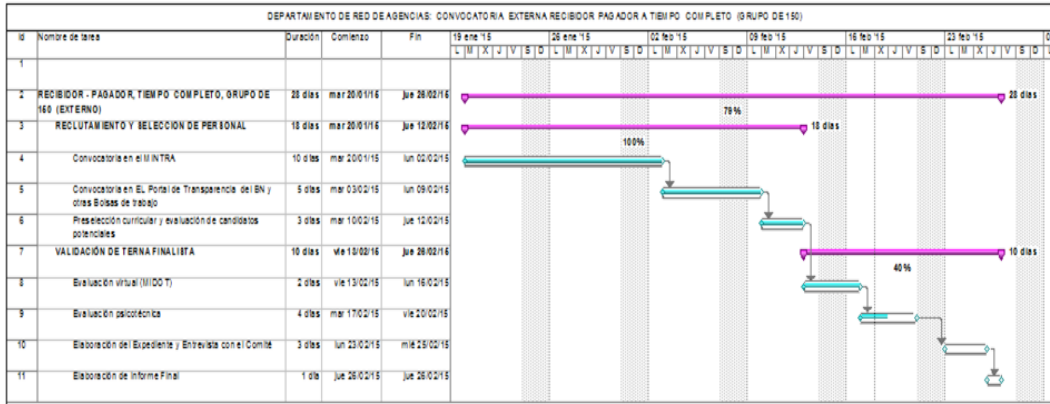 DEPARTAMENTO DE RED DE AGENCIAS: CONVOCATORIA EXTERNA RECIBIDOR PAGADOR A TIEMPO COMPLETO (GRUPO DE 150)
Id Nombre de tarea Duración Comienzo Fin 19 ene '15 26 ene '15 02 feb '15 09 feb '15 16 feb '15 23 feb '15 0
L M X J V S D L M X J V S D L M X J V S D L M X J V S D L M X J V S D L M X J V S D L
1
2 RECIBIDOR - PAGADOR, TIEMPO COMPLETO, GRUPO DE 28 días mar 20/01/15 jue 26/02/15 28 días
150 (EXTERNO)
79%
3 RECLUTAMIENTO Y SELECCION DE PERSONAL 18 días mar 20/01/15 jue 12/02/15 18 días
100%
4 Convocatoria en el MINTRA 10 días mar 20/01/15 lun 02/02/15
5 Convocatoria en EL Portal de Transparencia del BN y 5 días mar 03/02/15 lun 09/02/15
otras Bolsas de trabajo
6 Preselección curricular y evaluación de candidatos 3 días mar 10/02/15 jue 12/02/15
potenciales
7 VALIDACIÓN DE TERNA FINALISTA 10 días vie 13/02/15 jue 26/02/15 10 días
40%
8 Evaluación virtual (MIDOT) 2 días vie 13/02/15 lun 16/02/15
9 Evaluación psicotécnica 4 días mar 17/02/15 vie 20/02/15
10 Elaboración del Expediente y Entrevista con el Comité 3 días lun 23/02/15 mié 25/02/15
11 Elaboración de Informe Final 1 día jue 26/02/15 jue 26/02/15